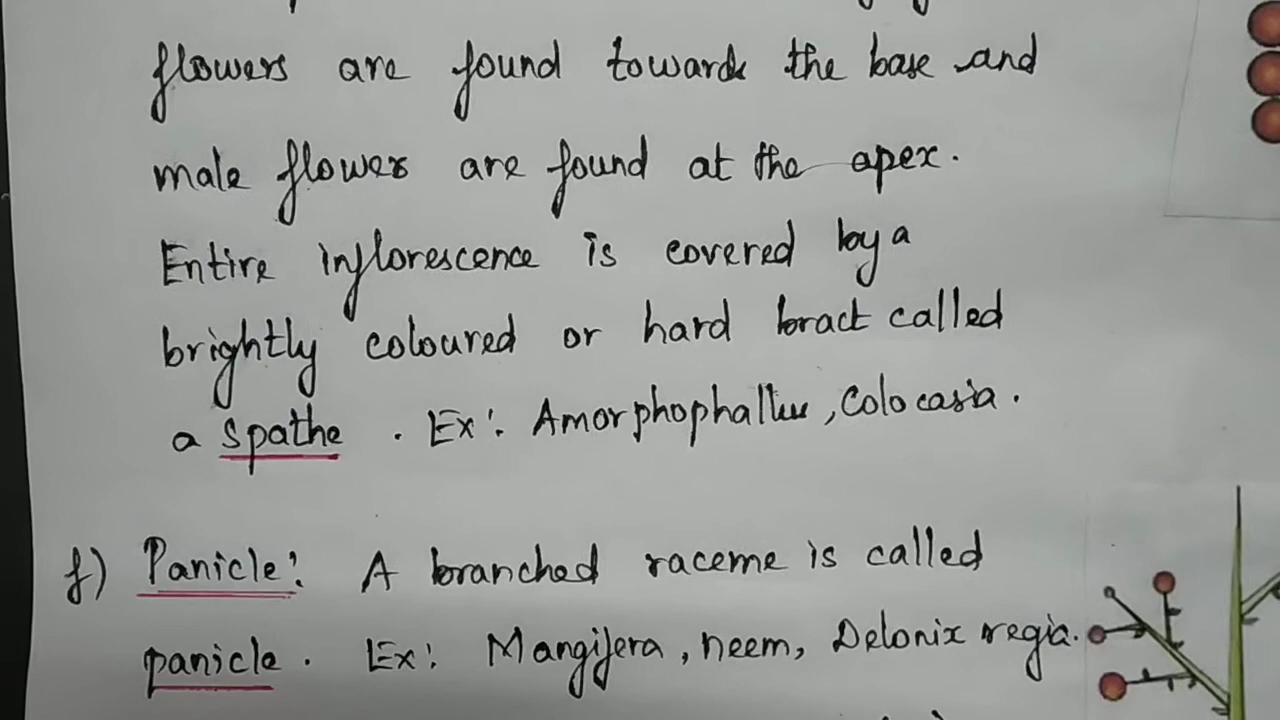 flowers are found towards the base and
male flower are found at the apex.
Entire inflorescence is covered by a
brightly coloured or hard bract called
a spathe . Ex: Amorphophallus, Colocasia.
f) Panicle: A branched raceme is called
panicle. Ex: Mangifera, neem, Delonix regia.